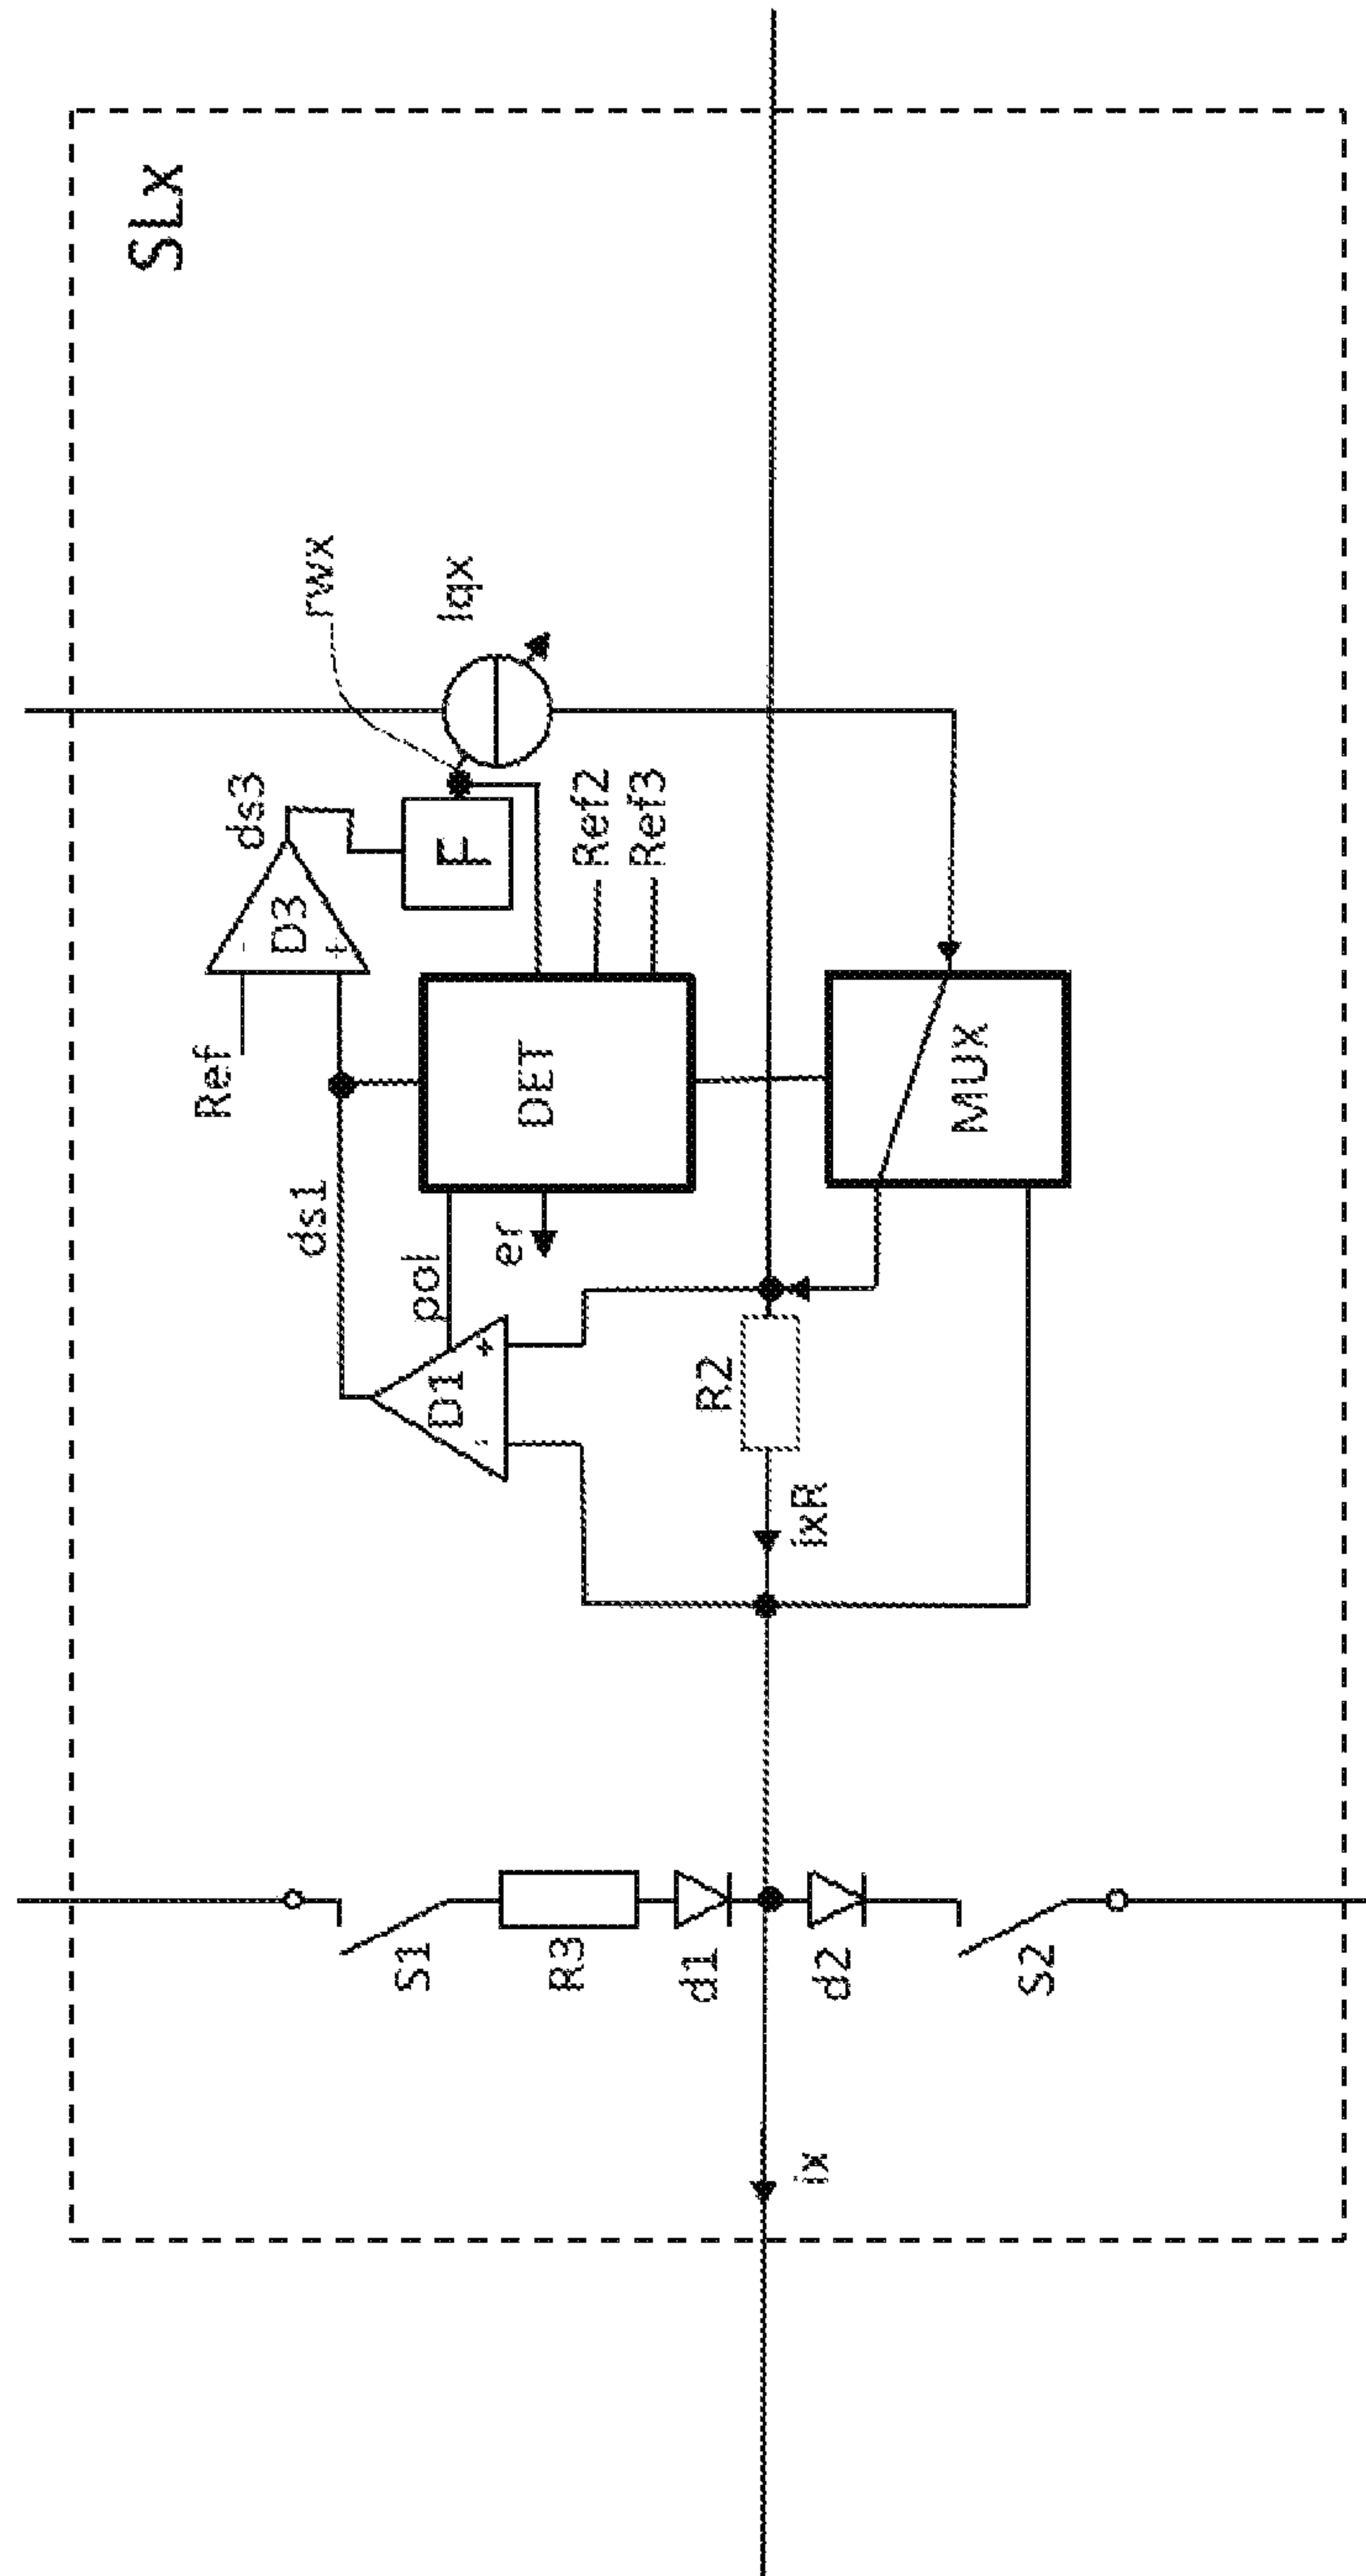 SLx
rwx
Iqx
ds3
F
D3
-
+
Ref
Ref2
Ref3
DET
MUX
ds1
pol
er
D1
-
+
R2
ixR
S1
R3
d1
d2
S2
ix